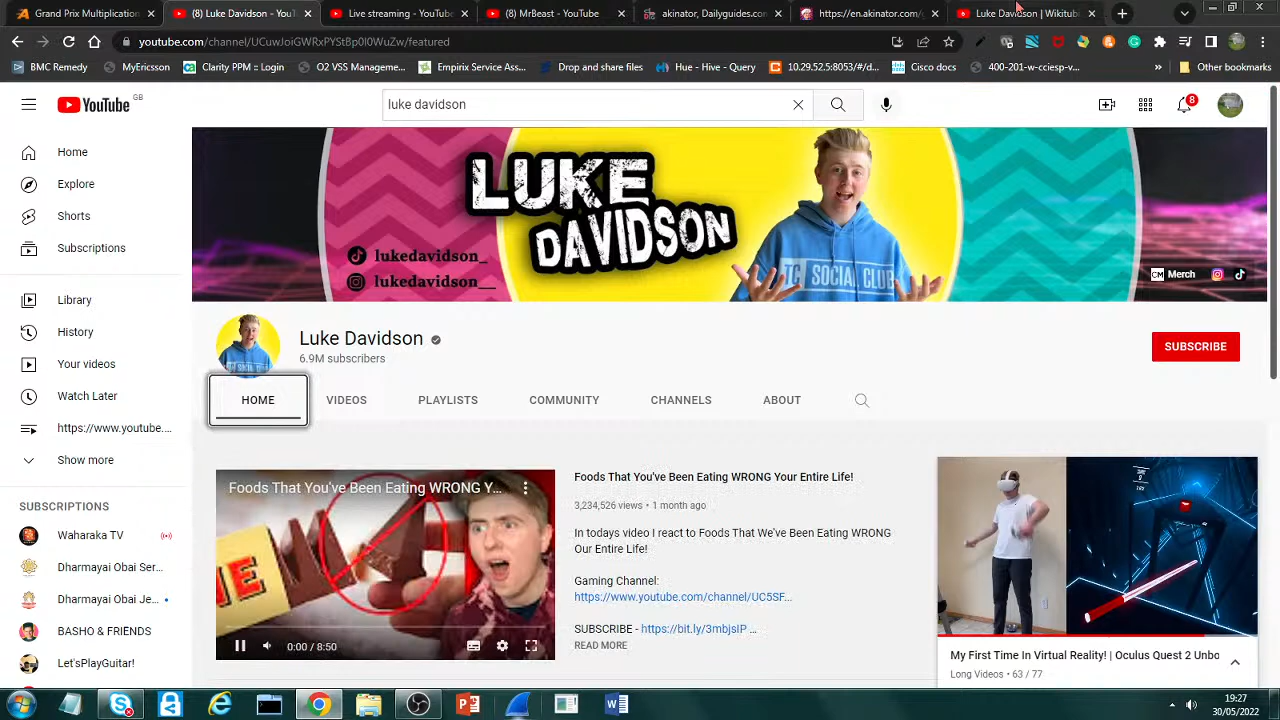 Grand Prix Multiplication
(8) Luke Davidson - YouTube
Live streaming - YouTube
(8) MrBeast - YouTube
akinator, Dailyguides.com
https://en.akinator.com/
Luke Davidson | Wikitub
youtube.com/channel/UCuwJoiGWRxPYStBp0I0WuZw/featured
BMC Remedy
MyEricsson
Clarity PPM :: Login
O2 VSS Manageme...
Empirix Service Ass...
Drop and share files
Hue - Hive - Query
10.29.52.5:8053/#/d...
Cisco docs
400-201-w-cciesp-v...
»
Other bookmarks
YouTube GB
luke davidson
8
Home
Explore
Shorts
Subscriptions
Library
History
Your videos
Watch Later
https://www.youtube....
Show more
SUBSCRIPTIONS
Waharaka TV
Dharmayai Obai Ser...
Dharmayai Obai Je...
BASHO & FRIENDS
Let'sPlayGuitar!
LUKE
DAVIDSON
lukedavidson_
lukedavidson__
SOCIAL CLUB
CM Merch
Luke Davidson
6.9M subscribers
SUBSCRIBE
HOME
VIDEOS
PLAYLISTS
COMMUNITY
CHANNELS
ABOUT
Foods That You've Been Eating WRONG Y...
0:00 / 8:50
Foods That You've Been Eating WRONG Your Entire Life!
3,234,526 views • 1 month ago
In todays video I react to Foods That We've Been Eating WRONG
Our Entire Life!
Gaming Channel:
https://www.youtube.com/channel/UC5SF...
SUBSCRIBE - https://bit.ly/3mbjsIP ...
READ MORE
My First Time In Virtual Reality! | Oculus Quest 2 Unbo
Long Videos • 63 / 77
19:27
30/05/2022